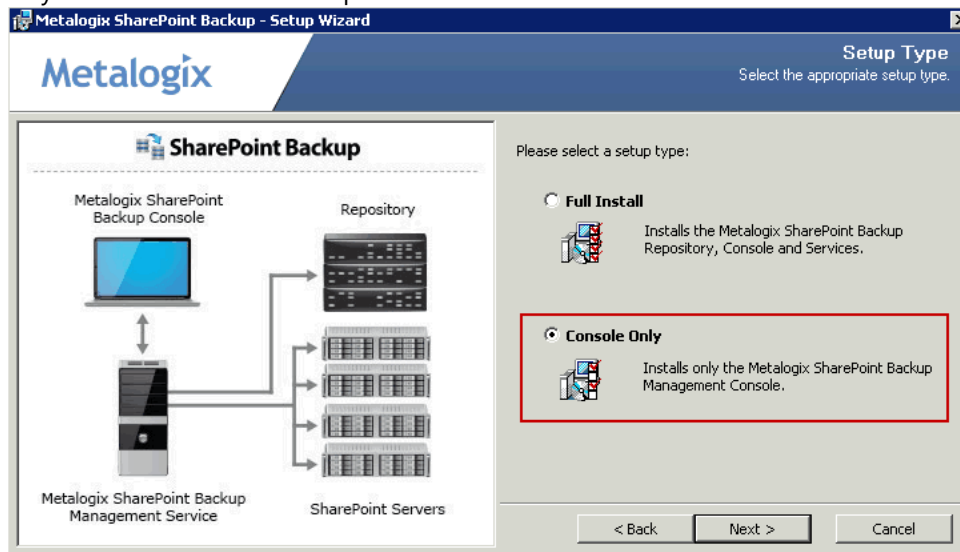 Metalogix SharePoint Backup - Setup Wizard
Metalogix
Setup Type
Select the appropriate setup type.
SharePoint Backup
Metalogix SharePoint
Backup Console
Repository
Metalogix SharePoint Backup
Management Service
SharePoint Servers
Please select a setup type:
Full Install
Installs the Metalogix SharePoint Backup
Repository, Console and Services.
Console Only
Installs only the Metalogix SharePoint Backup
Management Console.
< Back
Next >
Cancel